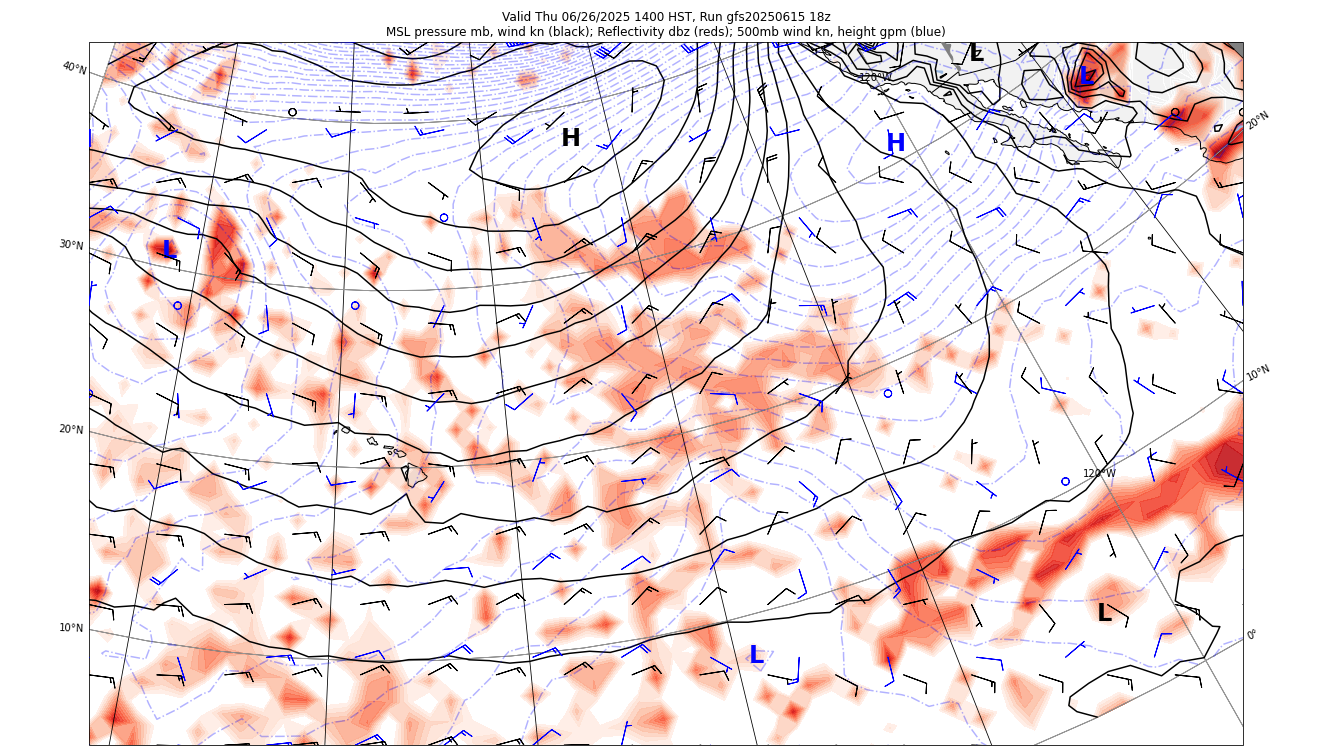 Valid Thu 06/26/2025 1400 HST, Run gfs20250615 18z
MSL pressure mb, wind kn (black); Reflectivity dbz (reds); 500mb wind kn, height gpm (blue)
L
40°N
120°W
L
20°N
H
H
30°N
L
10°N
20°N
120°W
L
10°N
0°
L